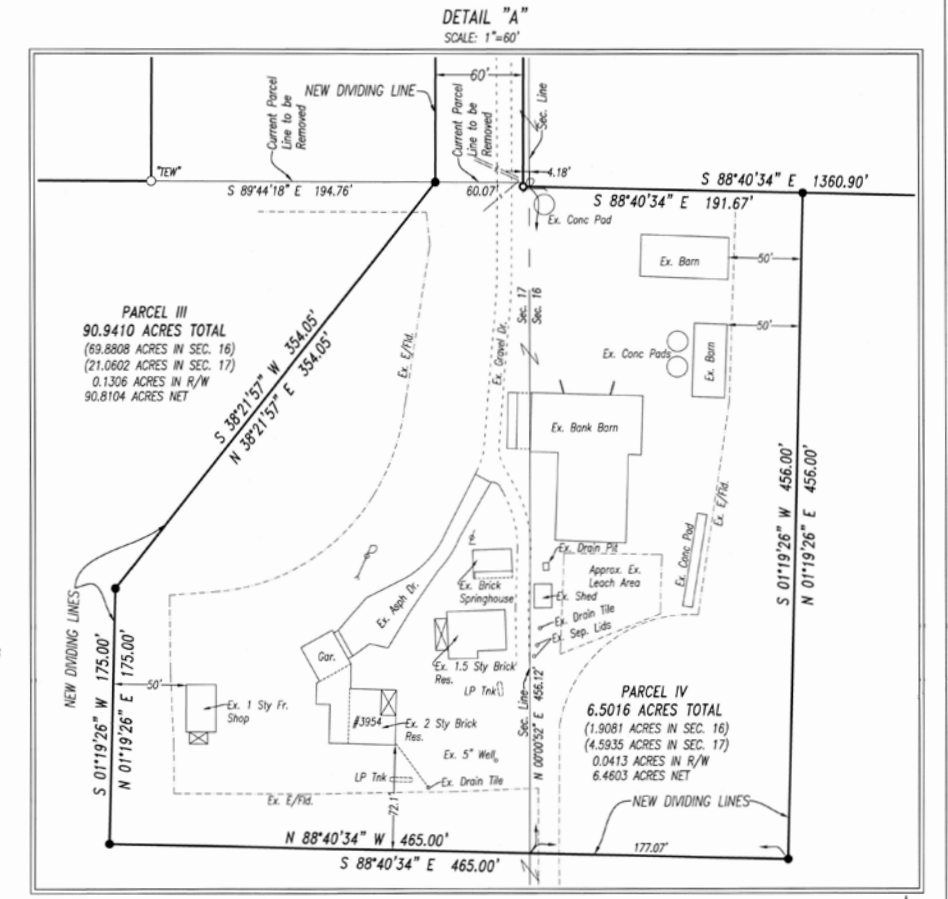 DETAIL "A"
SCALE: 1"=60'
60'
NEW DIVIDING LINE
Current Parcel
Line to be
Removed
Current Parcel
Line to be
Removed
Sec. Line
"TEW"
4.18'
S 89°44'18" E 194.76'
60.07'
S 88°40'34" E 1360.90'
S 88°40'34" E 191.67'
Ex. Conc Pad
Ex. Barn
50'
PARCEL III
90.9410 ACRES TOTAL
(69.8808 ACRES IN SEC. 16)
(21.0602 ACRES IN SEC. 17)
0.1306 ACRES IN R/W
90.8104 ACRES NET
S 38°21'57" W 354.05'
N 38°21'57" E 354.05'
Ex. E/Fld.
Ex. Gravel Dr.
Sec. 17
Sec. 16
50'
Ex. Conc Pads
Ex. Barn
Ex. Bank Barn
S 01°19'26" W 456.00'
N 01°19'26" E 456.00'
Ex. E/Fld.
Ex. Conc Pad
Ex. Drain Pit
Approx. Ex.
Leach Area
Ex. Brick
Springhouse
Ex. Shed
Ex. Asph Dr.
Ex. Drain Tile
Ex. Sep. Lids
Gar.
Ex. 1.5 Sty Brick
Res.
LP Tnk
NEW DIVIDING LINES
S 01°19'26" W 175.00'
N 01°19'26" E 175.00'
50'
Ex. 1 Sty Fr.
Shop
#3954
Ex. 2 Sty Brick
Res.
Sec. Line
N 00°00'52" E 456.12'
PARCEL IV
6.5016 ACRES TOTAL
(1.9081 ACRES IN SEC. 16)
(4.5935 ACRES IN SEC. 17)
0.0413 ACRES IN R/W
6.4603 ACRES NET
Ex. 5" Well
LP Tnk
Ex. Drain Tile
Ex. E/Fld.
72.1'
NEW DIVIDING LINES
N 88°40'34" W 465.00'
S 88°40'34" E 465.00'
177.07'